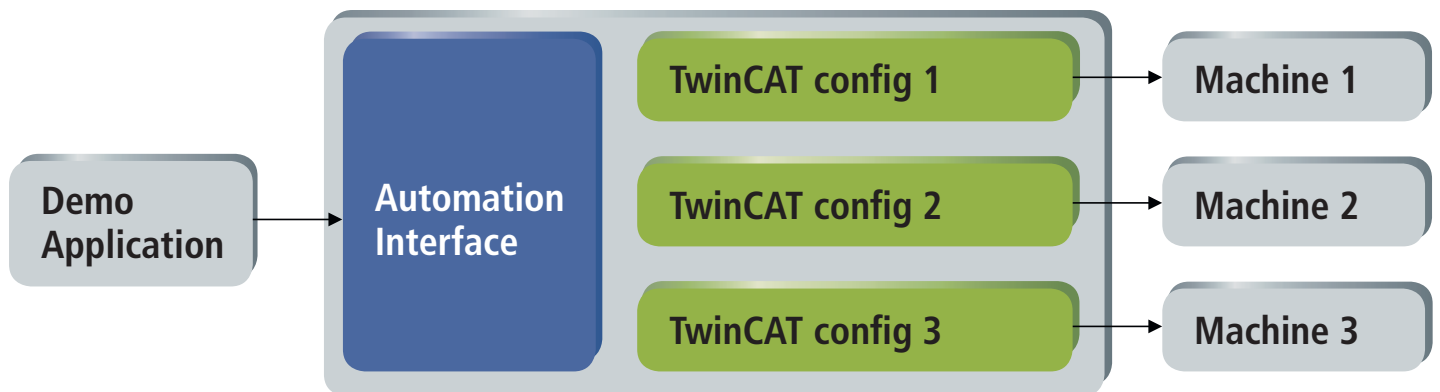 Demo
Application
Automation
Interface
TwinCAT config 1
TwinCAT config 2
TwinCAT config 3
Machine 1
Machine 2
Machine 3